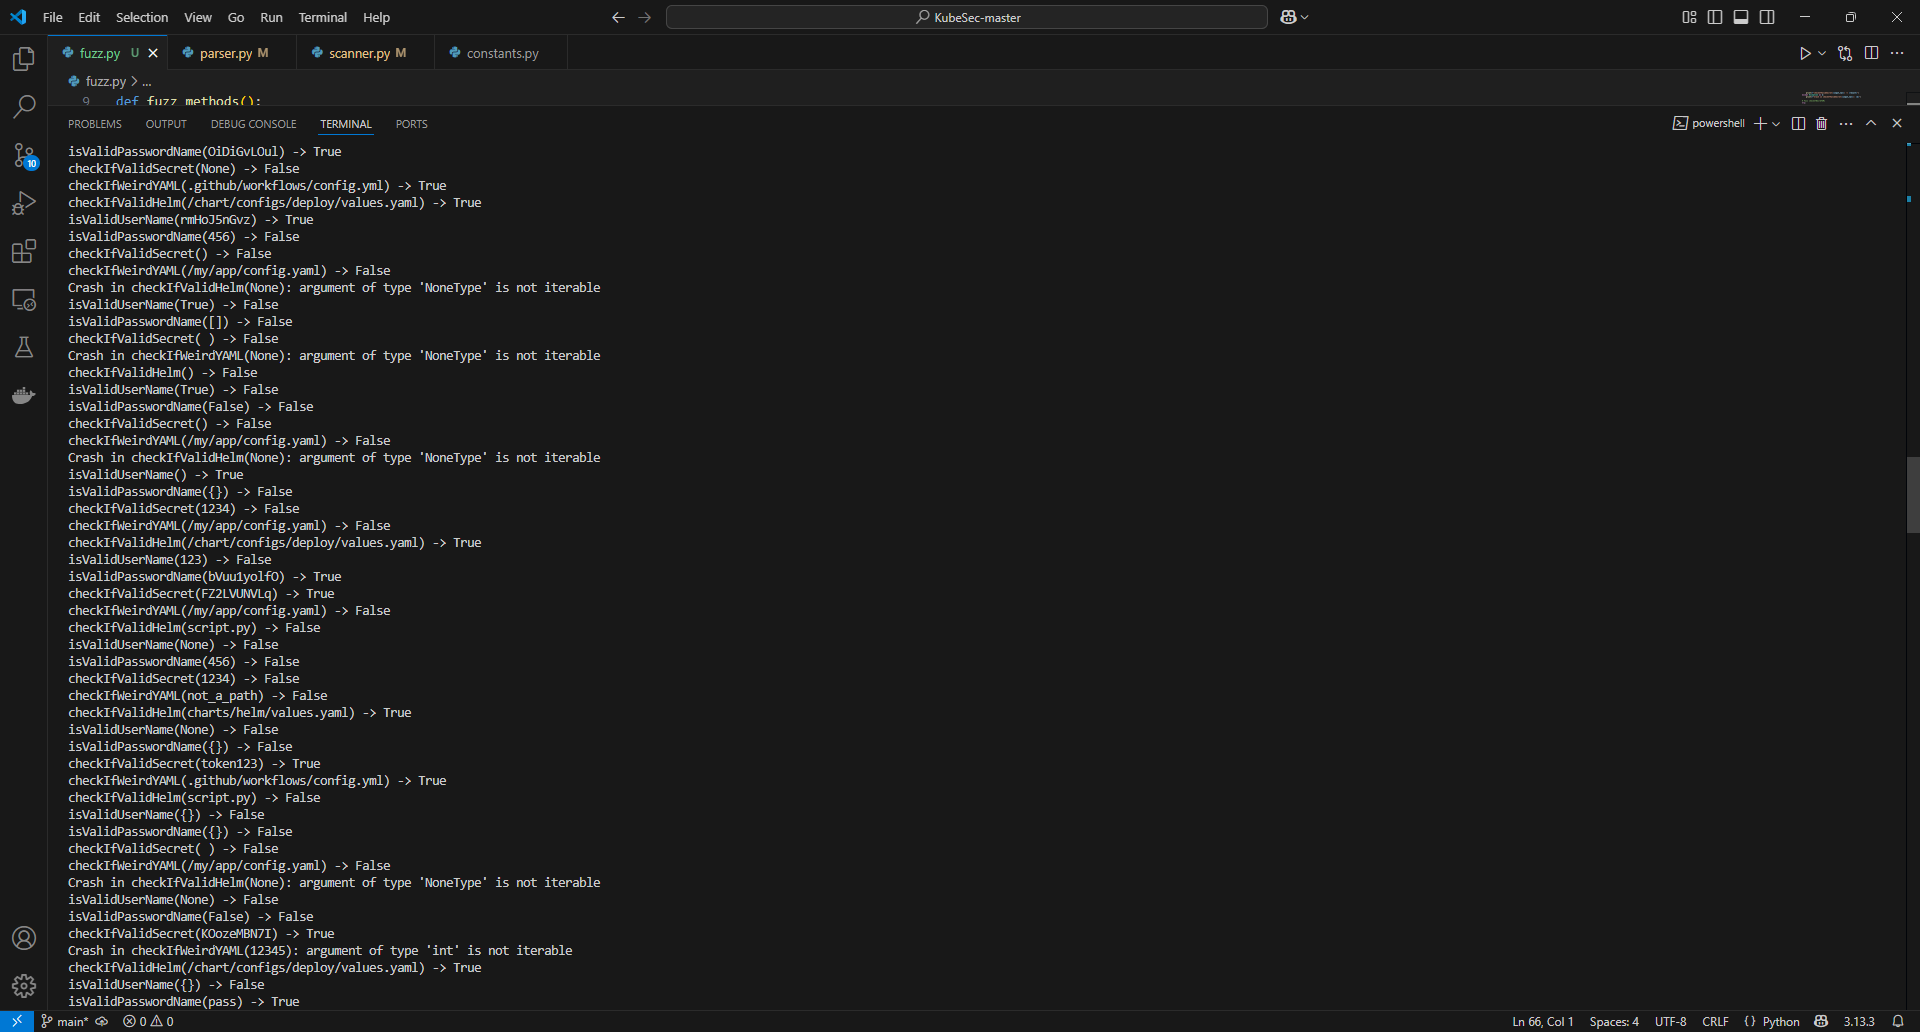 File Edit Selection View Go Run Terminal Help
KubeSec-master
fuzz.py U
parser.py M
scanner.py M
constants.py
fuzz.py > ...
9 def fuzz_methods():
PROBLEMS OUTPUT DEBUG CONSOLE TERMINAL PORTS
powershell
10
isValidPasswordName(OiDiGvLOul) -> True
checkIfValidSecret(None) -> False
checkIfWeirdYAML(.github/workflows/config.yml) -> True
checkIfValidHelm(/chart/configs/deploy/values.yaml) -> True
isValidUserName(rmHoJ5nGvz) -> True
isValidPasswordName(456) -> False
checkIfValidSecret() -> False
checkIfWeirdYAML(/my/app/config.yaml) -> False
Crash in checkIfValidHelm(None): argument of type 'NoneType' is not iterable
isValidUserName(True) -> False
isValidPasswordName([]) -> False
checkIfValidSecret( ) -> False
Crash in checkIfWeirdYAML(None): argument of type 'NoneType' is not iterable
checkIfValidHelm() -> False
isValidUserName(True) -> False
isValidPasswordName(False) -> False
checkIfValidSecret() -> False
checkIfWeirdYAML(/my/app/config.yaml) -> False
Crash in checkIfValidHelm(None): argument of type 'NoneType' is not iterable
isValidUserName() -> True
isValidPasswordName({}) -> False
checkIfValidSecret(1234) -> False
checkIfWeirdYAML(/my/app/config.yaml) -> False
checkIfValidHelm(/chart/configs/deploy/values.yaml) -> True
isValidUserName(123) -> False
isValidPasswordName(bVuu1yolfO) -> True
checkIfValidSecret(FZ2LVUNVLq) -> True
checkIfWeirdYAML(/my/app/config.yaml) -> False
checkIfValidHelm(script.py) -> False
isValidUserName(None) -> False
isValidPasswordName(456) -> False
checkIfValidSecret(1234) -> False
checkIfWeirdYAML(not_a_path) -> False
checkIfValidHelm(charts/helm/values.yaml) -> True
isValidUserName(None) -> False
isValidPasswordName({}) -> False
checkIfValidSecret(token123) -> True
checkIfWeirdYAML(.github/workflows/config.yml) -> True
checkIfValidHelm(script.py) -> False
isValidUserName({}) -> False
isValidPasswordName({}) -> False
checkIfValidSecret( ) -> False
checkIfWeirdYAML(/my/app/config.yaml) -> False
Crash in checkIfValidHelm(None): argument of type 'NoneType' is not iterable
isValidUserName(None) -> False
isValidPasswordName(False) -> False
checkIfValidSecret(KOozeMBN7I) -> True
Crash in checkIfWeirdYAML(12345): argument of type 'int' is not iterable
checkIfValidHelm(/chart/configs/deploy/values.yaml) -> True
isValidUserName({}) -> False
isValidPasswordName(pass) -> True
main* 0 0 Ln 66, Col 1 Spaces: 4 UTF-8 CRLF {} Python 3.13.3